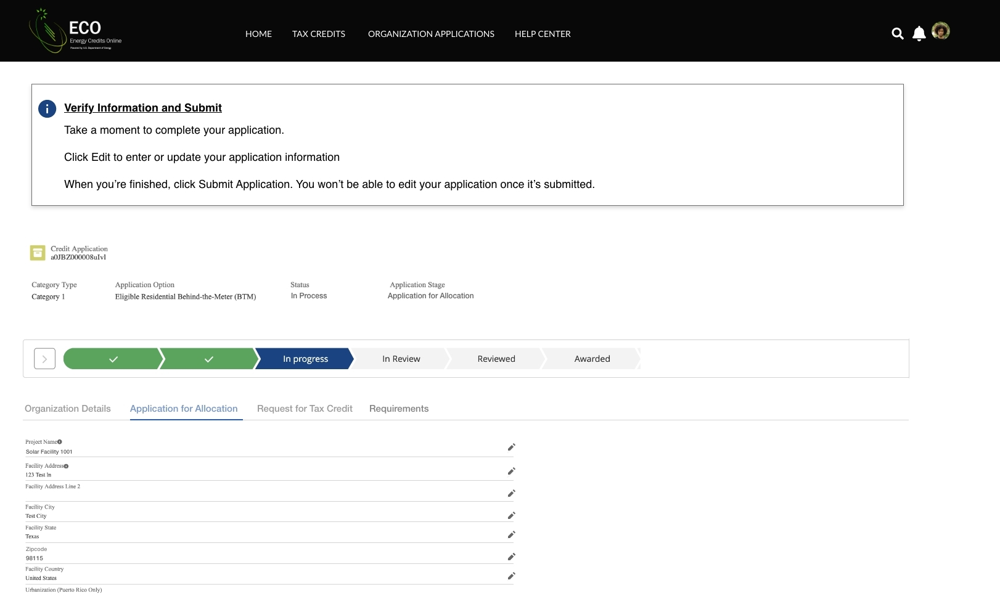 ECO
Energy Credits Online
Powered by U.S. Department of Energy
HOME TAX CREDITS ORGANIZATION APPLICATIONS HELP CENTER
Verify Information and Submit
Take a moment to complete your application.
Click Edit to enter or update your application information
When you’re finished, click Submit Application. You won’t be able to edit your application once it’s submitted.
Credit Application
a0JBZ000008uIvI
Category Type Application Option Status Application Stage
Category 1 Eligible Residential Behind-the-Meter (BTM) In Process Application for Allocation
In progress In Review Reviewed Awarded
Organization Details Application for Allocation Request for Tax Credit Requirements
Project Name
Solar Facility 1001
Facility Address
123 Test ln
Facility Address Line 2
Facility City
Test City
Facility State
Texas
Zipcode
98115
Facility Country
United States
Urbanization (Puerto Rico Only)